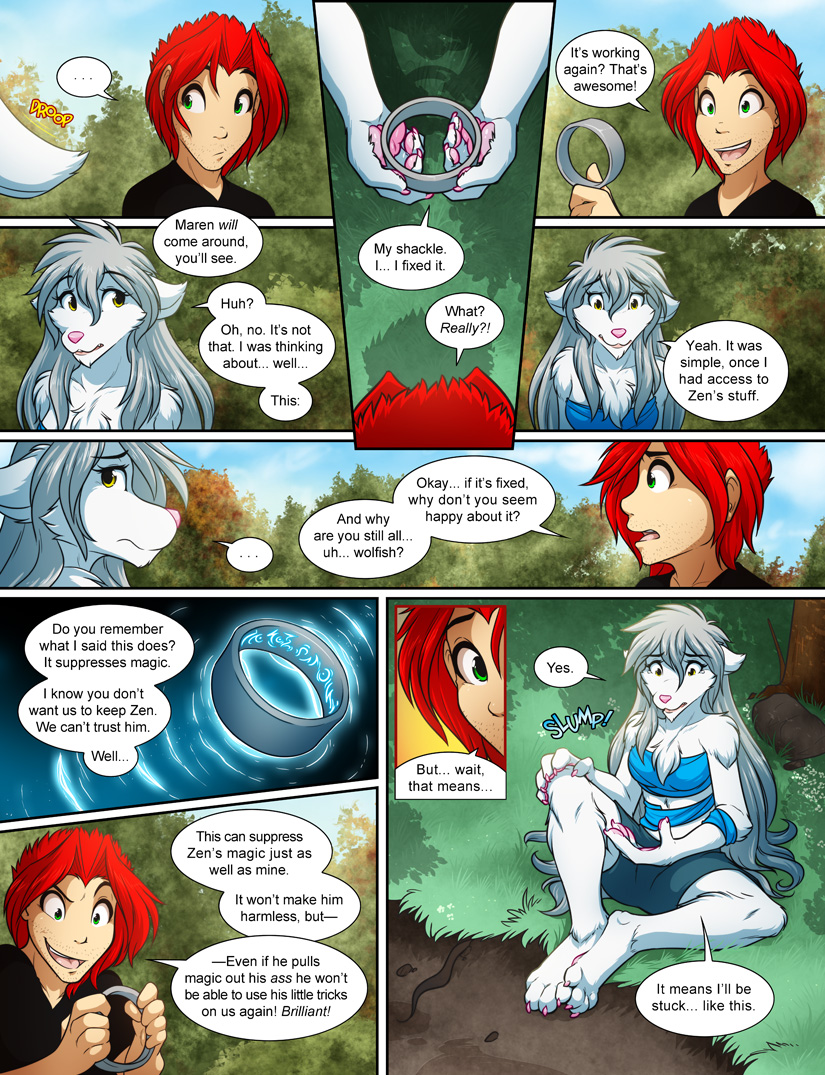 DROOP
. . .
Maren will
come around,
you'll see.
Huh?
Oh, no. It's not
that. I was thinking
about... well...
This:
My shackle.
I... I fixed it.
What?
Really?!
It's working
again? That's
awesome!
Yeah. It was
simple, once I
had access to
Zen's stuff.
Okay... if it's fixed,
why don't you seem
happy about it?
And why
are you still all...
uh... wolfish?
. . .
Do you remember
what I said this does?
It suppresses magic.
I know you don't
want us to keep Zen.
We can't trust him.
Well...
This can suppress
Zen's magic just as
well as mine.
It won't make him
harmless, but—
—Even if he pulls
magic out his ass he won't
be able to use his little tricks
on us again! Brilliant!
But... wait,
that means...
Yes.
SLUMP!
It means I'll be
stuck... like this.